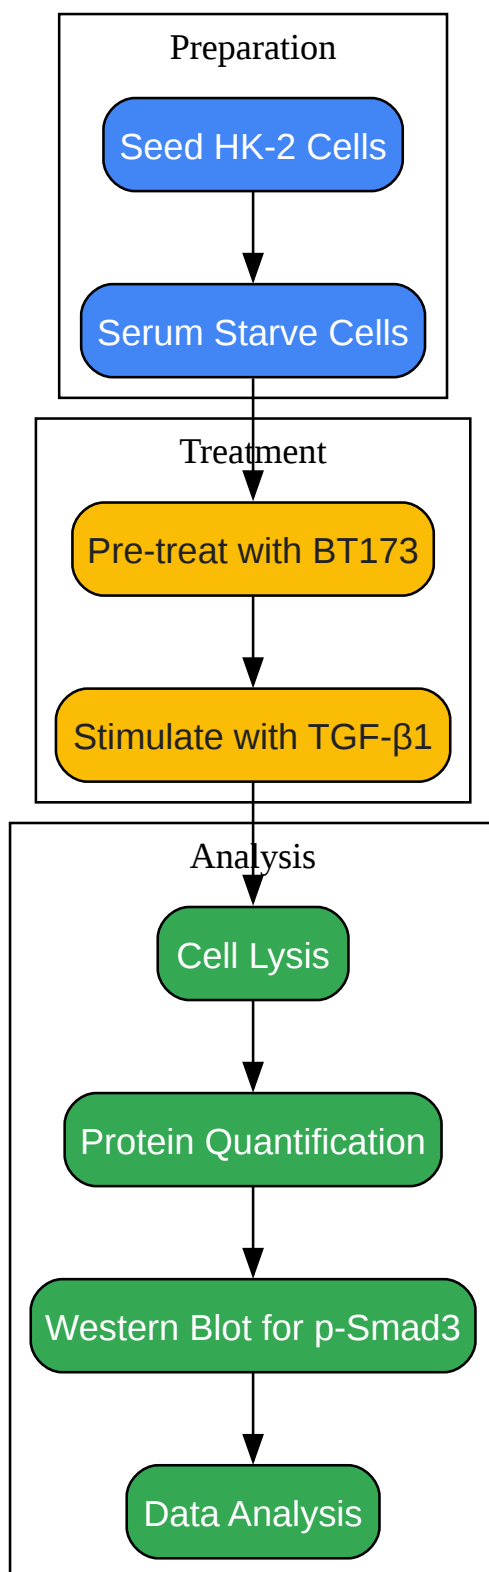 Preparation
Seed HK-2 Cells
Serum Starve Cells
Treatment
Pre-treat with BT173
Stimulate with TGF-β1
Analysis
Cell Lysis
Protein Quantification
Western Blot for p-Smad3
Data Analysis